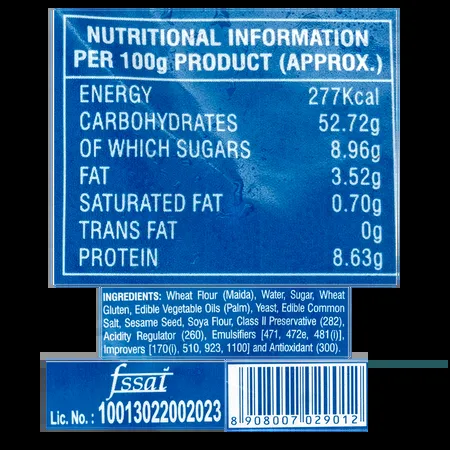 NUTRITIONAL INFORMATION
PER 100g PRODUCT (APPROX.)
ENERGY 277Kcal
CARBOHYDRATES 52.72g
OF WHICH SUGARS 8.96g
FAT 3.52g
SATURATED FAT 0.70g
TRANS FAT 0g
PROTEIN 8.63g
INGREDIENTS: Wheat Flour (Maida), Water, Sugar, Wheat
Gluten, Edible Vegetable Oils (Palm), Yeast, Edible Common
Salt, Sesame Seed, Soya Flour, Class II Preservative (282),
Acidity Regulator (260), Emulsifiers [471, 472e, 481(i)],
Improvers [170(i), 510, 923, 1100] and Antioxidant (300).
fssai
Lic. No. : 10013022002023
8 908007 029012